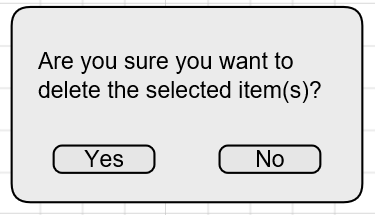 Are you sure you want to
delete the selected item(s)?
Yes No